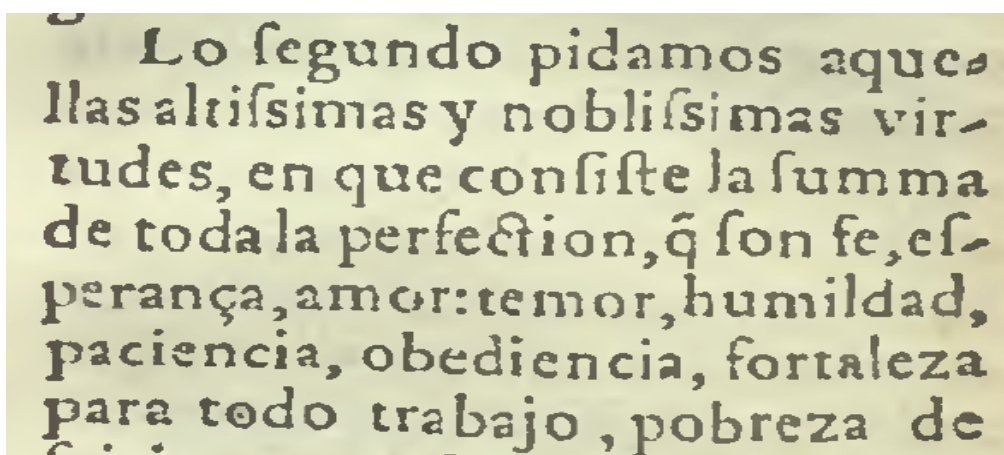 Lo ſegundo pidamos aque-
llas altiſsimas y nobliſsimas vir-
tudes, en que conſiſte la ſumma
de toda la perfection, q̃ ſon fe, eſ-
perança, amor: temor, humildad,
paciencia, obediencia, fortaleza
para todo trabajo, pobreza de